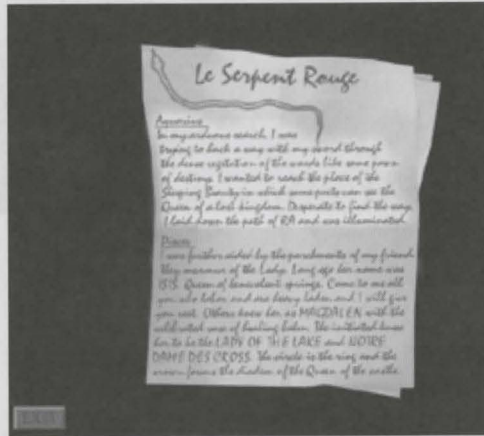 Le Serpent Rouge
Aquarius
In my arduous search, I was
trying to hack a way with my sword through
the dense vegetation of the woods like some pawn
of destiny. I wanted to reach the place of the
Sleeping Beauty in which some poets can see the
Queen of a lost kingdom. Desperate to find the way
I laid down the path of RA and was illuminated.
Pisces
I was further aided by the parchments of my friend
they of the Lady. Long ago her name was
ISIS, Queen of benevolent springs. Come to me all
you who labor and are heavy laden and I will give
you rest. Others knew her as MAGDALEN with the
celebrated vase of healing balm. The initiated know
her to be the LADY OF THE LAKE and NOTRE
DAME DES CROSS. The circle is the ring and the
crown forms the diadem of the Queen of the castle.
EXIT